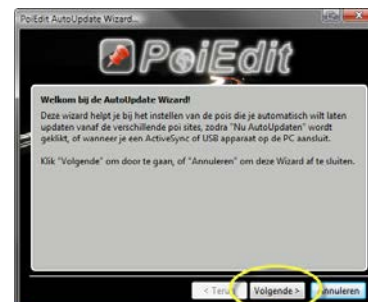 PoiEdit AutoUpdate Wizard...
PoiEdit
Welkom bij de AutoUpdate Wizard!
Deze wizard helpt je bij het instellen van de pois die je automatisch wilt laten
updaten vanaf de verschillende poi sites, zodra "Nu AutoUpdaten" wordt
geklikt, of wanneer je een ActiveSync of USB apparaat op de PC aansluit.
Klik "Volgende" om door te gaan, of "Annuleren" om deze Wizard af te sluiten.
< Teru Volgende > Annuleren